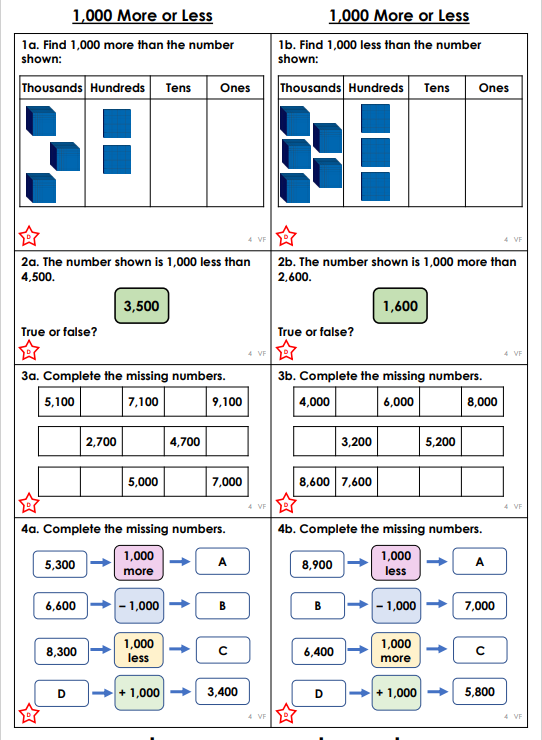 1,000 More or Less
1,000 More or Less
1a. Find 1,000 more than the number
shown:
Thousands Hundreds Tens Ones
D
4 VF
1b. Find 1,000 less than the number
shown:
Thousands Hundreds Tens Ones
D
4 VF
2a. The number shown is 1,000 less than
4,500.
3,500
True or false?
D
4 VF
2b. The number shown is 1,000 more than
2,600.
1,600
True or false?
D
4 VF
3a. Complete the missing numbers.
5,100 7,100 9,100
2,700 4,700
5,000 7,000
D
4 VF
3b. Complete the missing numbers.
4,000 6,000 8,000
3,200 5,200
8,600 7,600
D
4 VF
4a. Complete the missing numbers.
5,300 1,000 more A
6,600 – 1,000 B
8,300 1,000 less C
D + 1,000 3,400
D
4 VF
4b. Complete the missing numbers.
8,900 1,000 less A
B – 1,000 7,000
6,400 1,000 more C
D + 1,000 5,800
D
4 VF